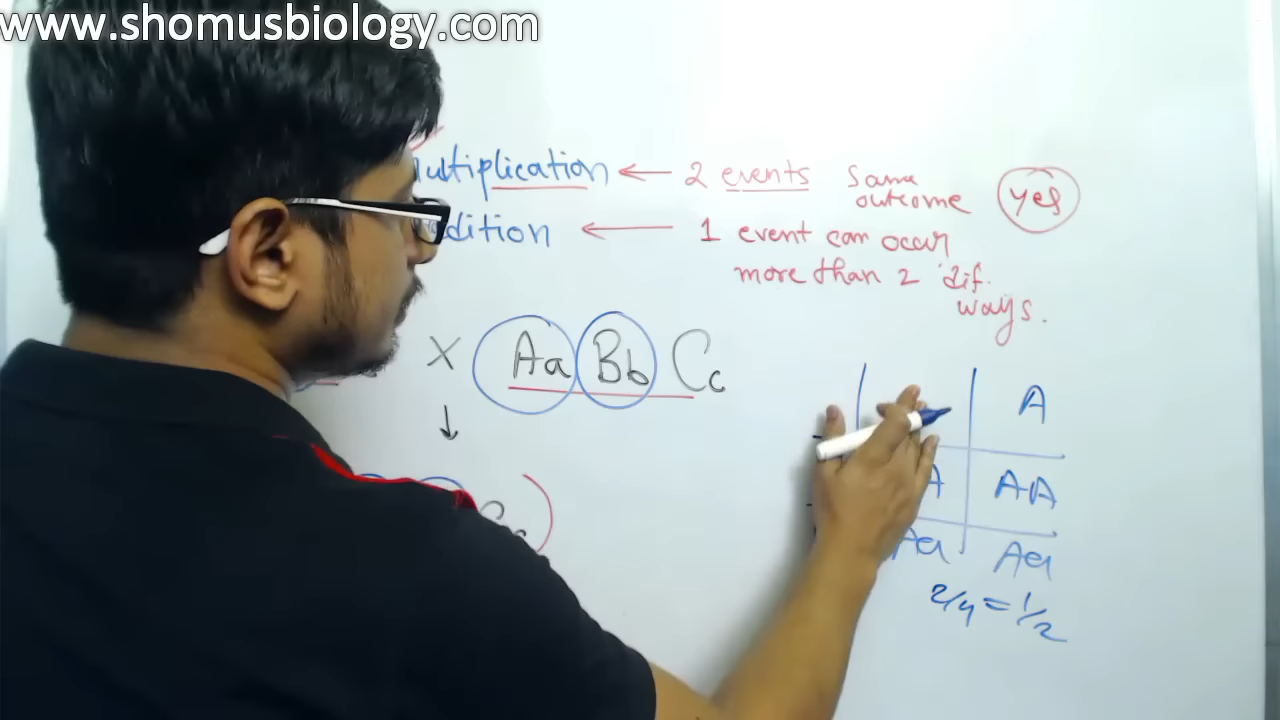 www.shomusbiology.com
ultiplication ← 2 events same outcome yes
dition ← 1 event can occur
more than 2 dif.
ways.
X Aa Bb Cc
↓
A
A AA
Aa Aa
2/4 = 1/2